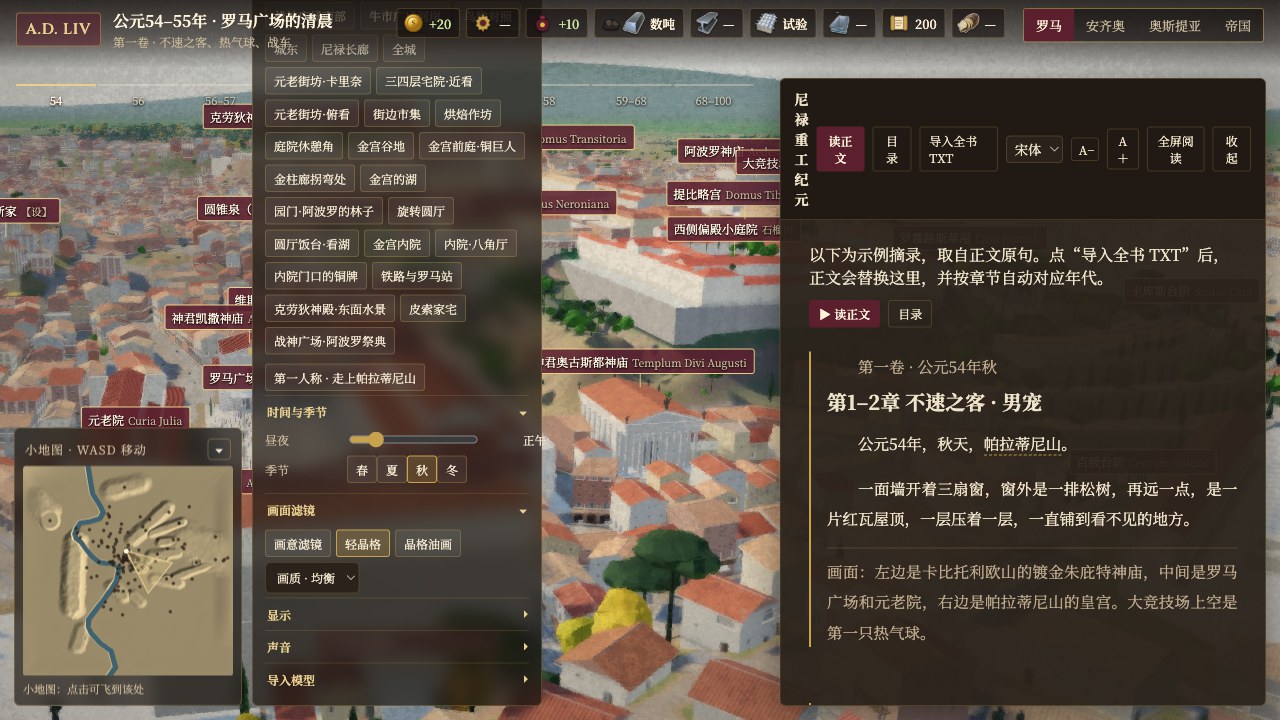 A.D. LIV
公元54–55年 · 罗马广场的清晨
第一卷 · 不速之客、热气球、战车
+20
—
+10
数吨
—
试验
—
200
—
罗马
安齐奥
奥斯提亚
帝国
54
56
56–57
58
59–68
68–100
城东
尼禄长廊
全城
元老街坊·卡里奈
三四层宅院·近看
元老街坊·俯看
街边市集
烘焙作坊
庭院休憩角
金宫谷地
金宫前庭·铜巨人
金柱廊拐弯处
金宫的湖
园门·阿波罗的林子
旋转圆厅
圆厅饭台·看湖
金宫内院
内院·八角厅
内院门口的铜牌
铁路与罗马站
克劳狄神殿·东面水景
皮索家宅
战神广场·阿波罗祭典
第一人称 · 走上帕拉蒂尼山
时间与季节
昼夜
正午
季节
春
夏
秋
冬
画面滤镜
画意滤镜
轻晶格
晶格油画
画质 · 均衡
显示
声音
导入模型
克劳狄神
斯家 【设】
圆锥泉（
维斯
神君凯撒神庙 A
罗马广场
元老院 Curia Julia
omus Transitoria
阿波罗神庙
大竞技
提比略宫 Domus Tib
us Neroniana
西侧偏殿小庭院 石榴
神君奥古斯都神庙 Templum Divi Augusti
小地图 · WASD 移动
小地图：点击可飞到该处
尼禄重工纪元
读正文
目录
导入全书 TXT
宋体
A−
A+
全屏阅读
收起
以下为示例摘录，取自正文原句。点“导入全书 TXT”后，
正文会替换这里，并按章节自动对应年代。
▶ 读正文
目录
第一卷 · 公元54年秋
第1–2章 不速之客 · 男宠
公元54年，秋天，帕拉蒂尼山。
一面墙开着三扇窗，窗外是一排松树，再远一点，是一
片红瓦屋顶，一层压着一层，一直铺到看不见的地方。
画面：左边是卡比托利欧山的镀金朱庇特神庙，中间是罗马
广场和元老院，右边是帕拉蒂尼山的皇宫。大竞技场上空是
第一只热气球。